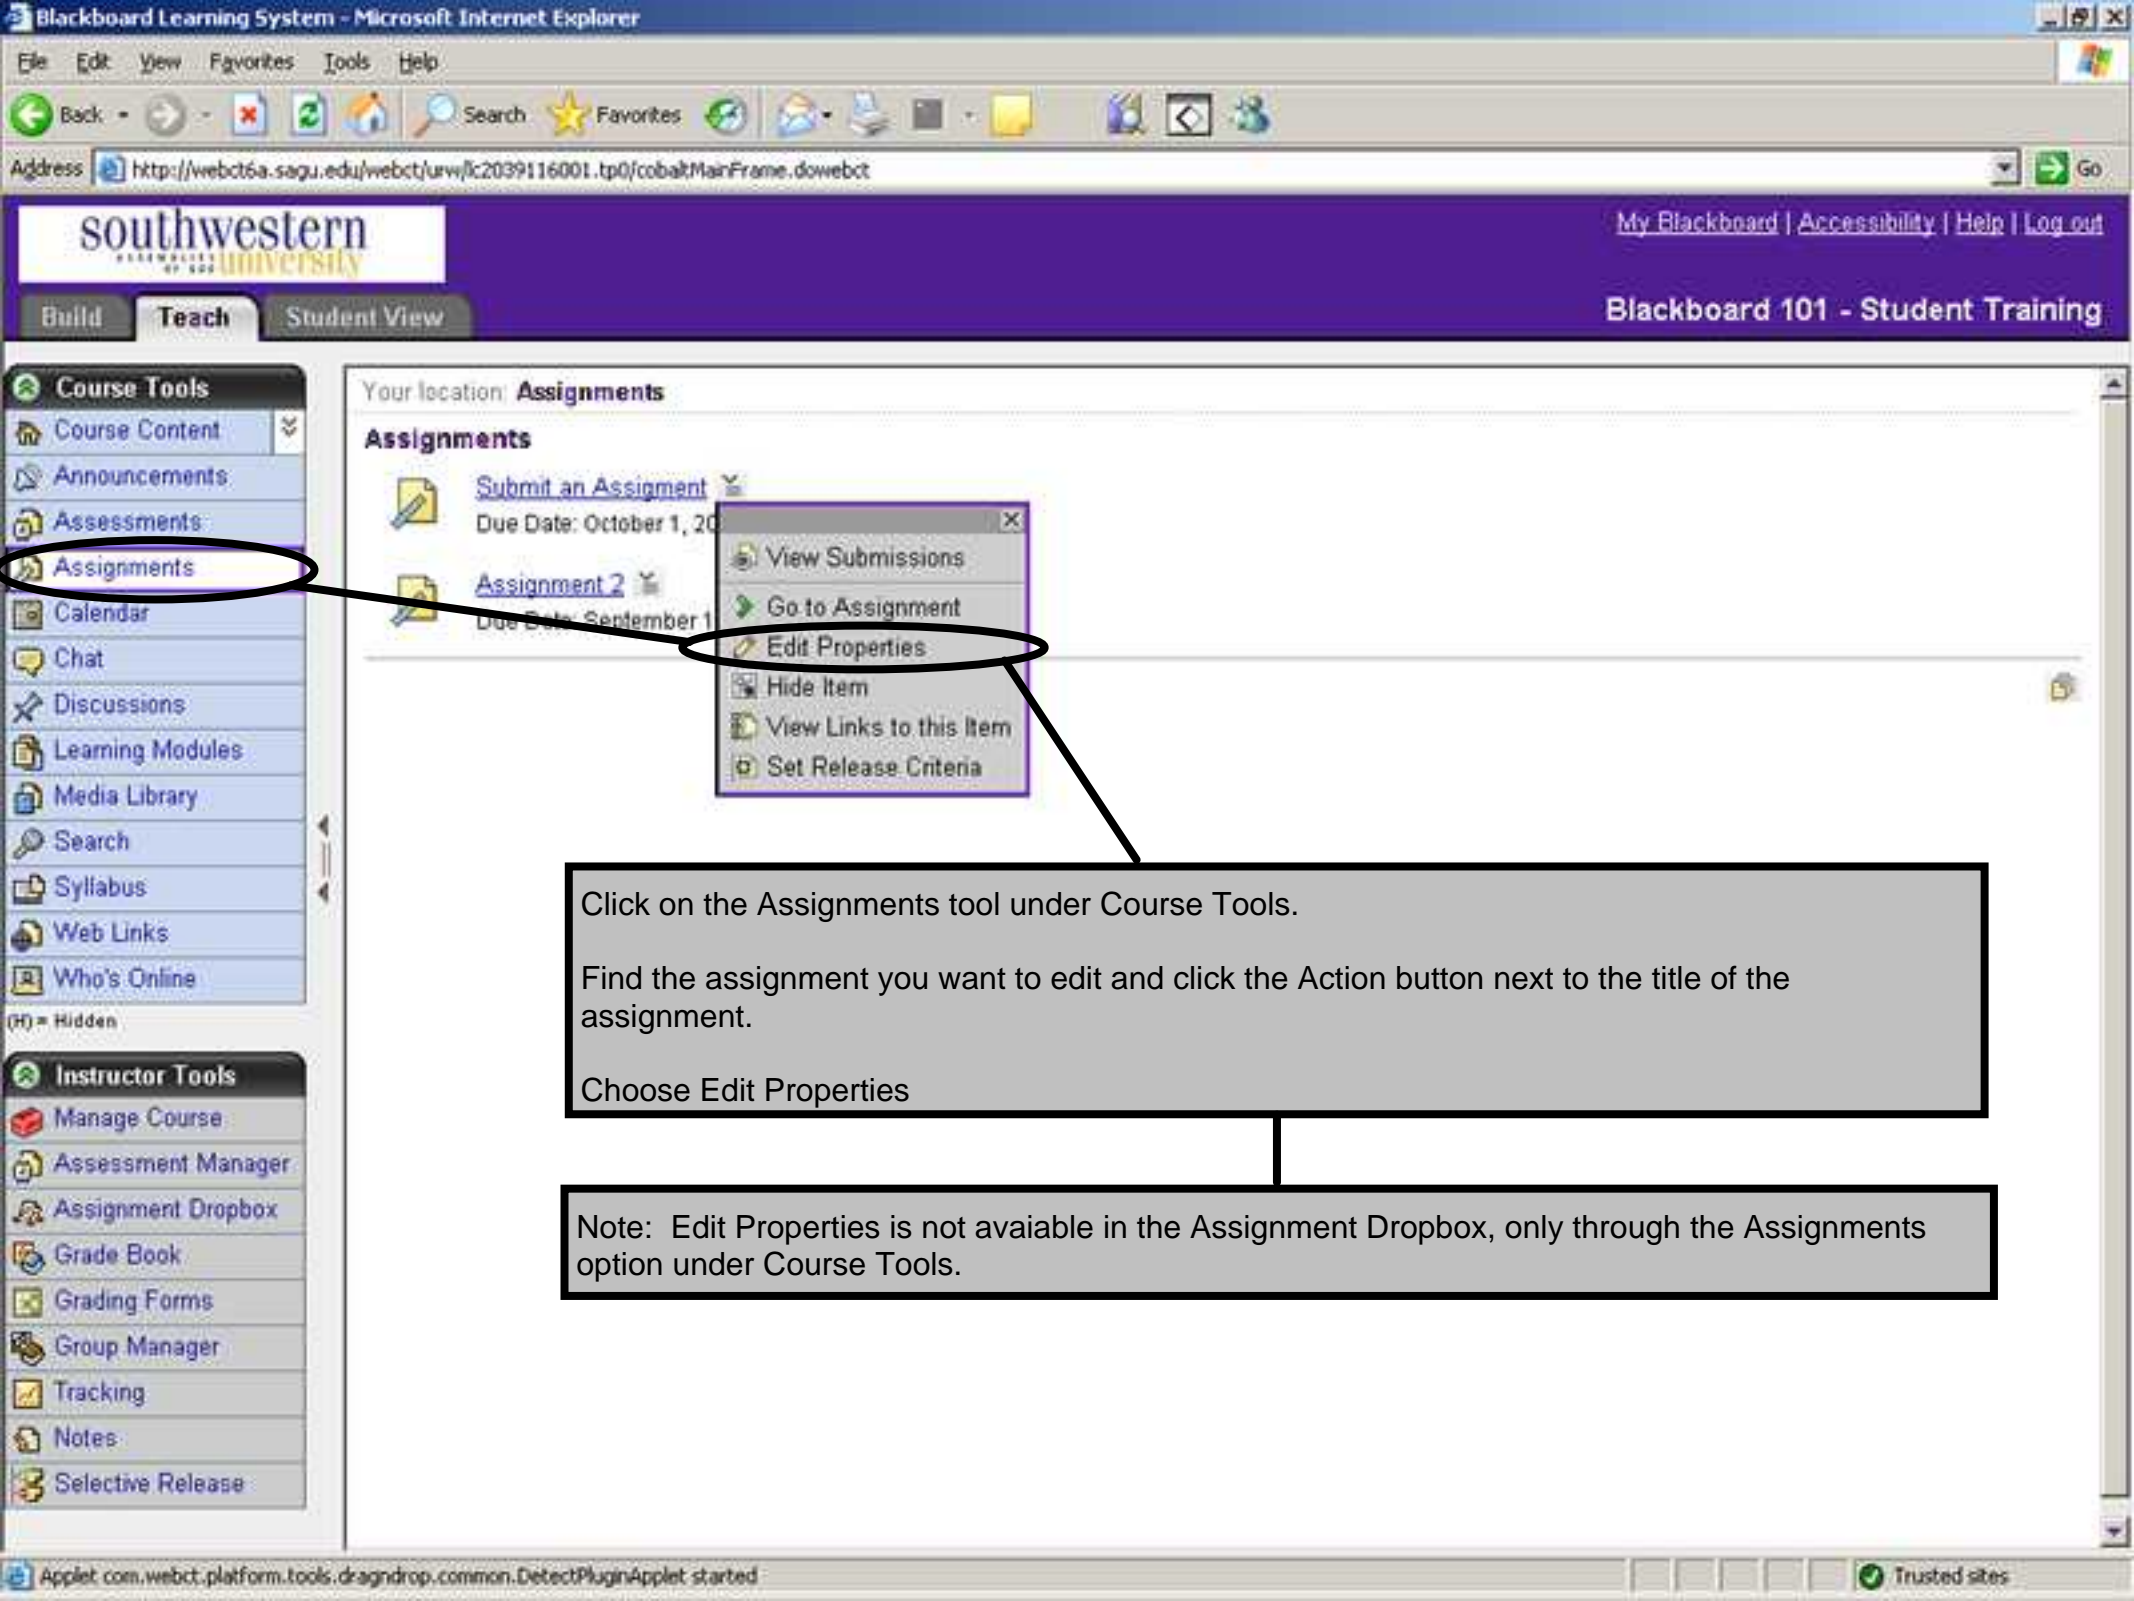 Blackboard Learning System - Microsoft Internet Explorer
File Edit View Favorites Tools Help
Back Search Favorites
Address http://webct6a.sagu.edu/webct/urw/lc2039116001.tp0/cobaltMainFrame.dowebct Go
southwestern
ASSEMBLIES
OF GOD university
My Blackboard | Accessibility | Help | Log out
Build Teach Student View
Blackboard 101 - Student Training
Course Tools
Course Content
Announcements
Assessments
Assignments
Calendar
Chat
Discussions
Learning Modules
Media Library
Search
Syllabus
Web Links
Who's Online
(H) = Hidden
Instructor Tools
Manage Course
Assessment Manager
Assignment Dropbox
Grade Book
Grading Forms
Group Manager
Tracking
Notes
Selective Release
Your location: Assignments
Assignments
Submit an Assigment
Due Date: October 1, 20
Assignment 2
Due Date: September 1
View Submissions
Go to Assignment
Edit Properties
Hide Item
View Links to this Item
Set Release Criteria
Click on the Assignments tool under Course Tools.
Find the assignment you want to edit and click the Action button next to the title of the
assignment.
Choose Edit Properties
Note: Edit Properties is not avaiable in the Assignment Dropbox, only through the Assignments
option under Course Tools.
Applet com.webct.platform.tools.dragndrop.common.DetectPluginApplet started
Trusted sites